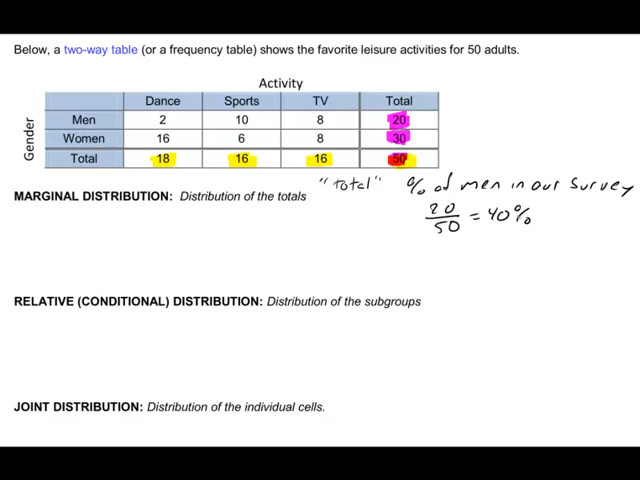 Below, a two-way table (or a frequency table) shows the favorite leisure activities for 50 adults.
Activity
Gender
Dance Sports TV Total
Men 2 10 8 20
Women 16 6 8 30
Total 18 16 16 50
"Total" % of men in our survey
MARGINAL DISTRIBUTION: Distribution of the totals
20
50 = 40%
RELATIVE (CONDITIONAL) DISTRIBUTION: Distribution of the subgroups
JOINT DISTRIBUTION: Distribution of the individual cells.